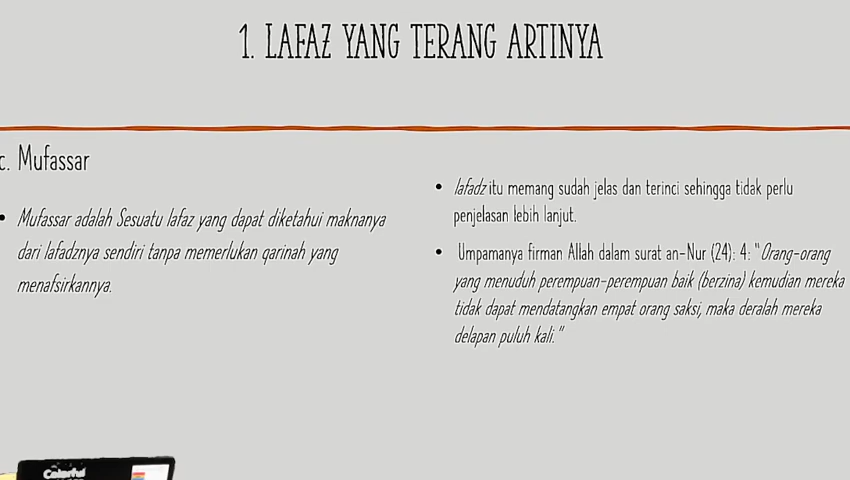 1. LAFAZ YANG TERANG ARTINYA
c. Mufassar
• Mufassar adalah Sesuatu lafaz yang dapat diketahui maknanya
dari lafadznya sendiri tanpa memerlukan qarinah yang
menafsirkannya.
• lafadz itu memang sudah jelas dan terinci sehingga tidak perlu
penjelasan lebih lanjut.
• Umpamanya firman Allah dalam surat an-Nur (24): 4: "Orang-orang
yang menuduh perempuan-perempuan baik (berzina) kemudian mereka
tidak dapat mendatangkan empat orang saksi, maka deralah mereka
delapan puluh kali."
Colorful